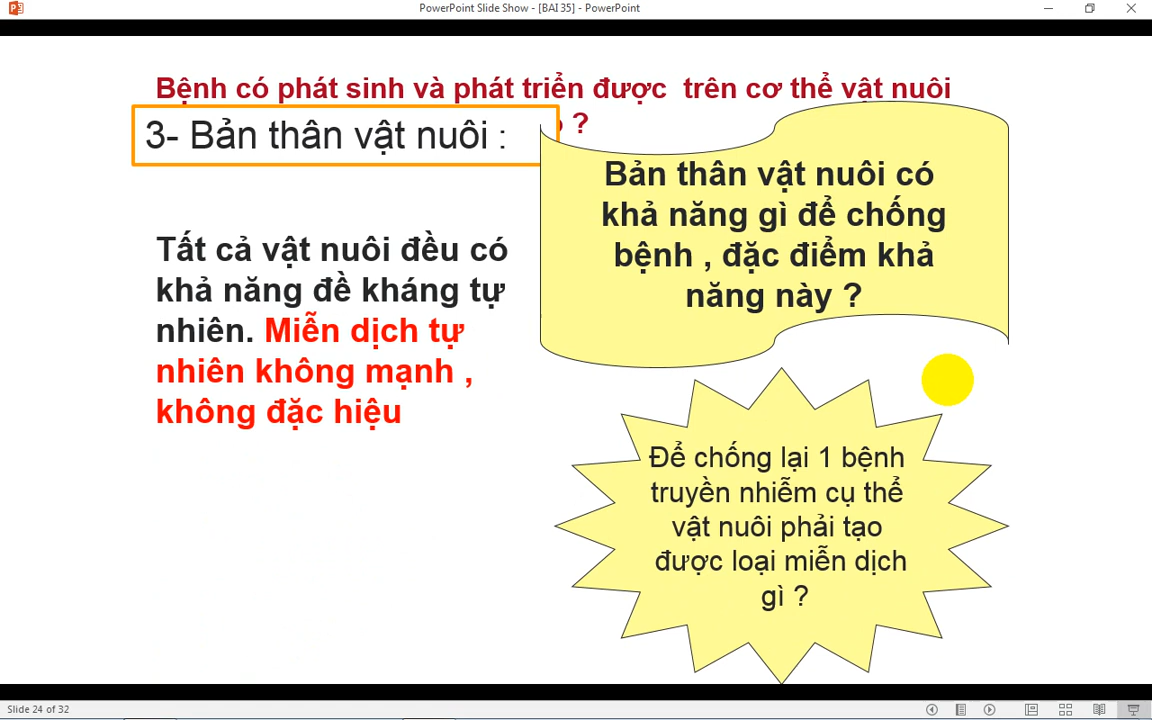 PowerPoint Slide Show - [BAI 35] - PowerPoint
Bệnh có phát sinh và phát triển được trên cơ thể vật nuôi
?
3- Bản thân vật nuôi :
Bản thân vật nuôi có
khả năng gì để chống
bệnh , đặc điểm khả
năng này ?
Tất cả vật nuôi đều có
khả năng đề kháng tự
nhiên. Miễn dịch tự
nhiên không mạnh ,
không đặc hiệu
Để chống lại 1 bệnh
truyền nhiễm cụ thể
vật nuôi phải tạo
được loại miễn dịch
gì ?
Slide 24 of 32